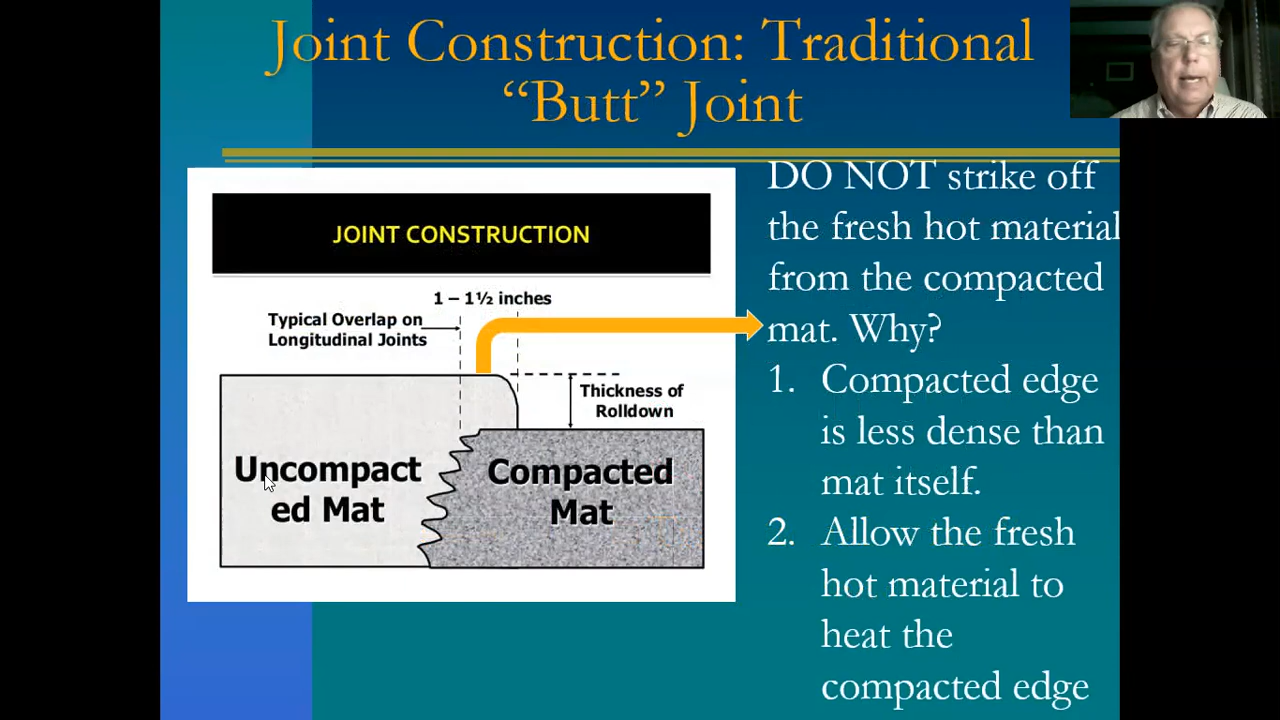 Joint Construction: Traditional
“Butt” Joint
JOINT CONSTRUCTION
1 – 1½ inches
Typical Overlap on
Longitudinal Joints
Thickness of
Rolldown
Uncompact
ed Mat
Compacted
Mat
DO NOT strike off
the fresh hot material
from the compacted
mat. Why?
1. Compacted edge
is less dense than
mat itself.
2. Allow the fresh
hot material to
heat the
compacted edge